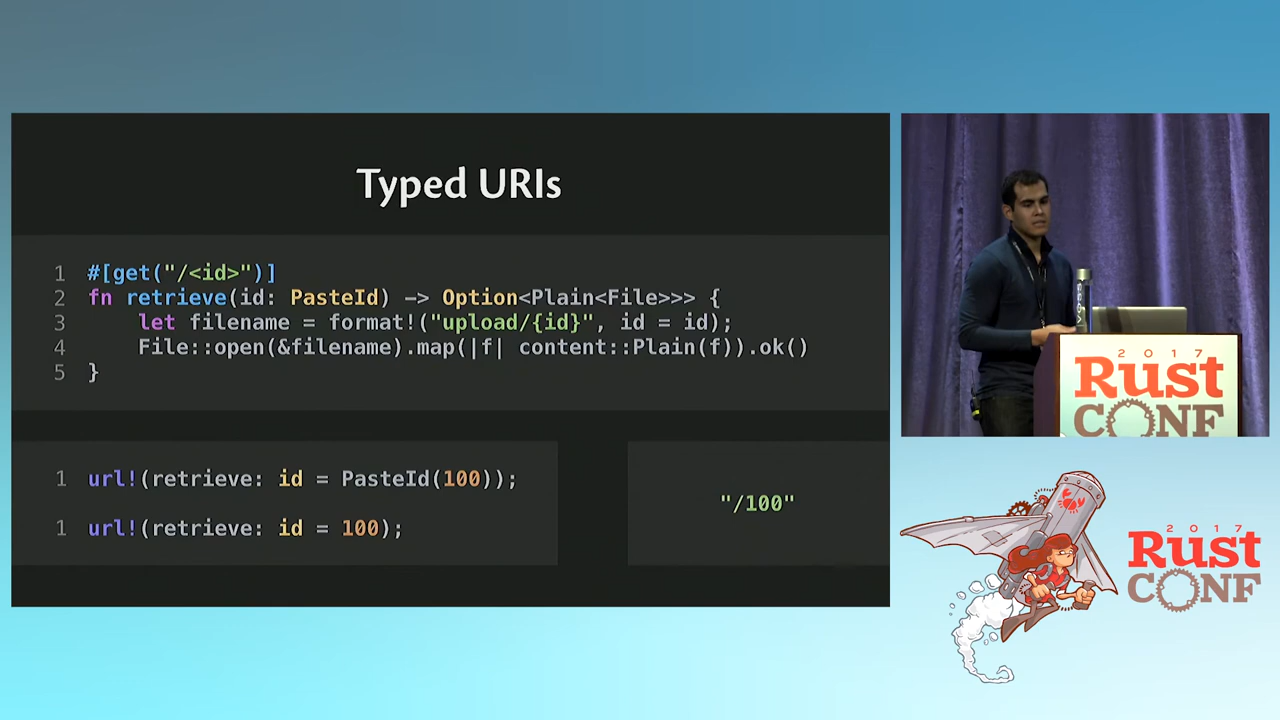 Typed URIs
1 #[get("/<id>")]
2 fn retrieve(id: PasteId) -> Option<Plain<File>>> {
3     let filename = format!("upload/{id}", id = id);
4     File::open(&filename).map(|f| content::Plain(f)).ok()
5 }
1 url!(retrieve: id = PasteId(100));
1 url!(retrieve: id = 100);
"/100"
VOSS
2017
Rust
CONF
2017
Rust
CONF